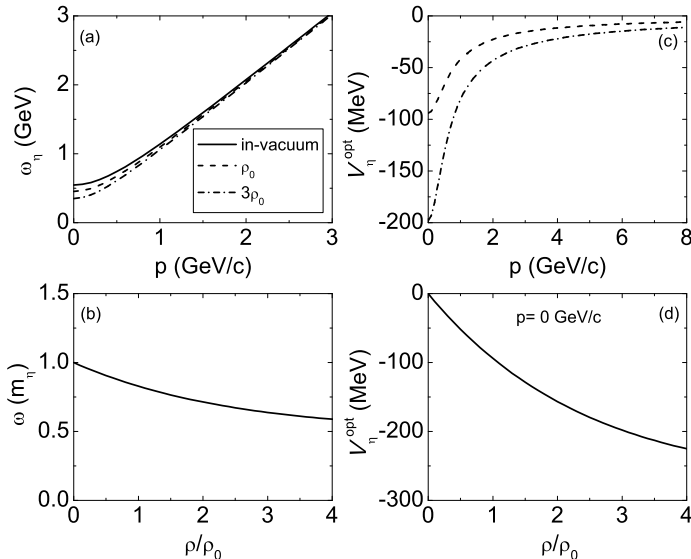 (a)
3
2
1
0
ω_η (GeV)
in-vacuum
ρ_0
3ρ_0
0 1 2 3
p (GeV/c)
(c)
0
-50
-100
-150
-200
V_η^opt (MeV)
0 2 4 6 8
p (GeV/c)
(b)
1.5
1.0
0.5
0.0
ω (m_η)
0 1 2 3 4
ρ/ρ_0
p= 0 GeV/c (d)
0
-100
-200
-300
V_η^opt (MeV)
0 1 2 3 4
ρ/ρ_0